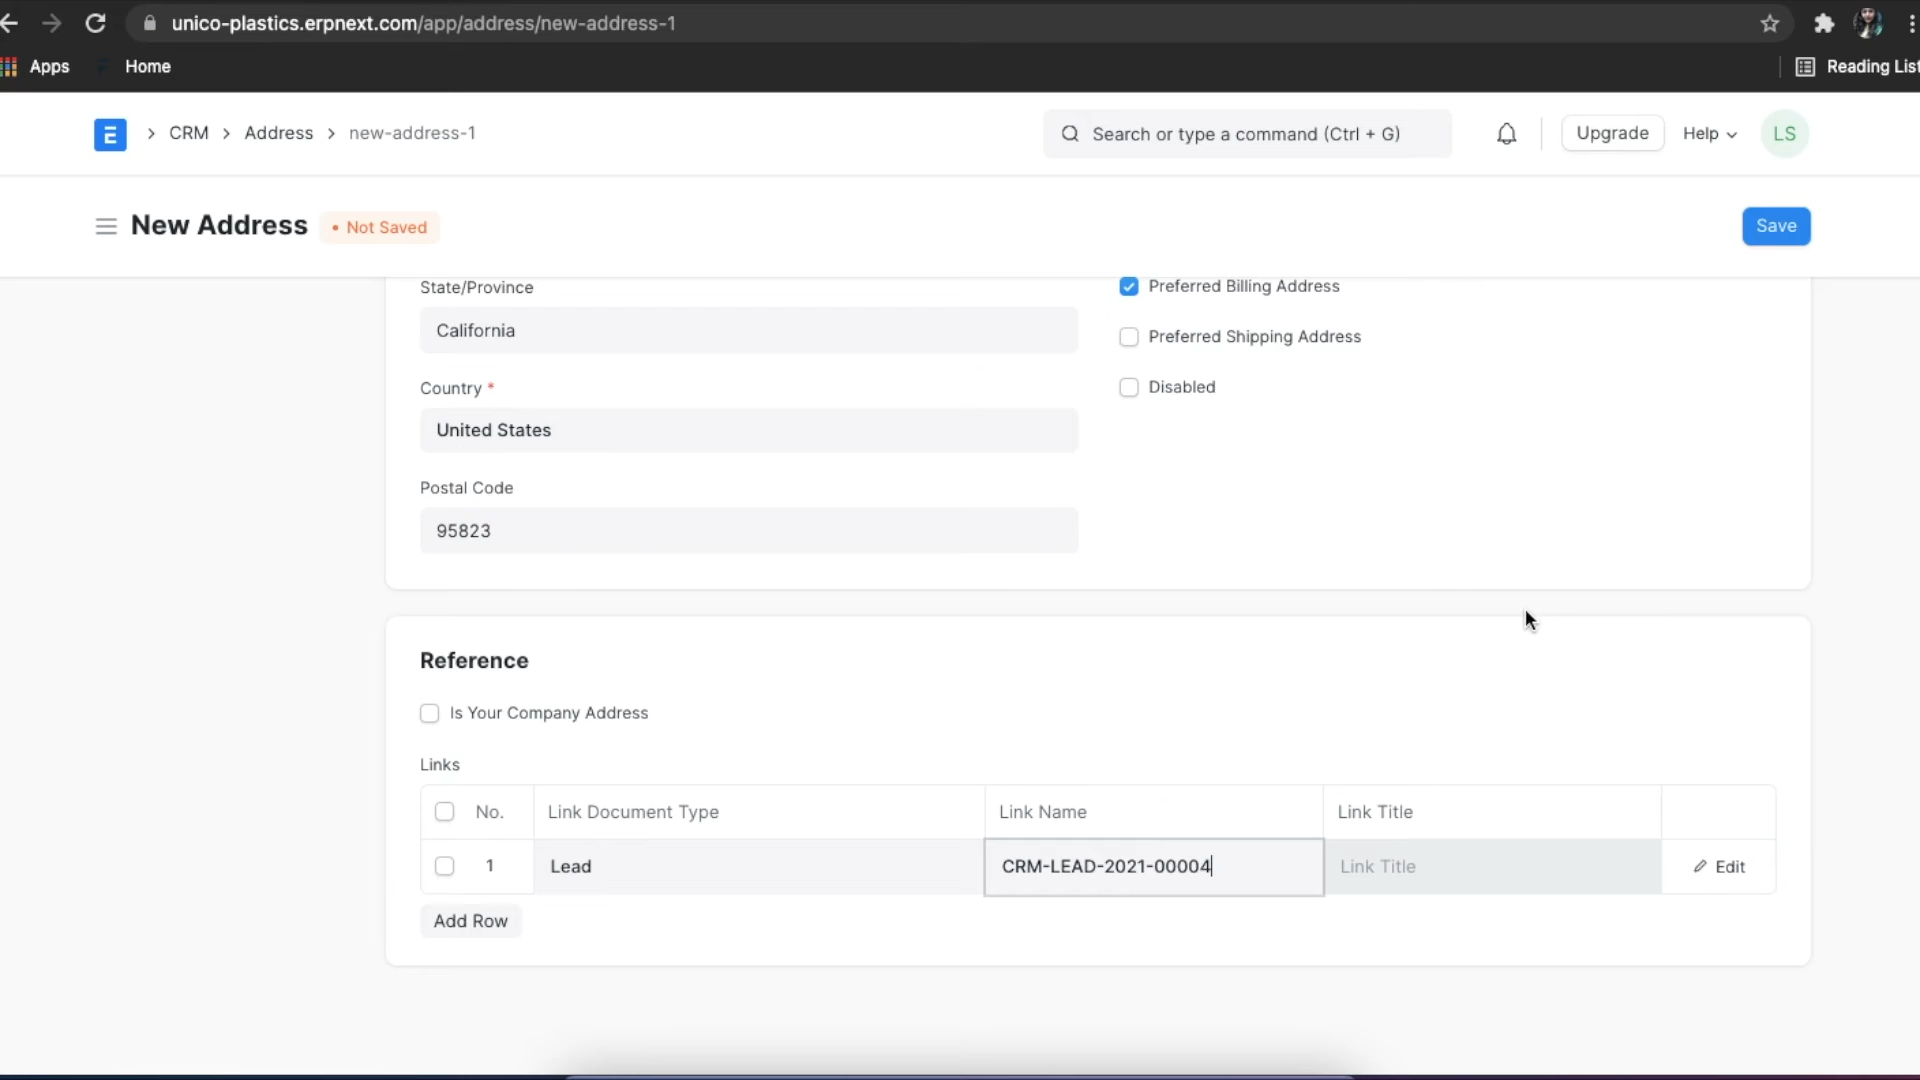 unico-plastics.erpnext.com/app/address/new-address-1
Apps
Home
Reading List
E
CRM
Address
new-address-1
Search or type a command (Ctrl + G)
Upgrade
Help
LS
New Address
Not Saved
Save
State/Province
California
Country *
United States
Postal Code
95823
Preferred Billing Address
Preferred Shipping Address
Disabled
Reference
Is Your Company Address
Links
No.
Link Document Type
Link Name
Link Title
1
Lead
CRM-LEAD-2021-00004
Link Title
Edit
Add Row